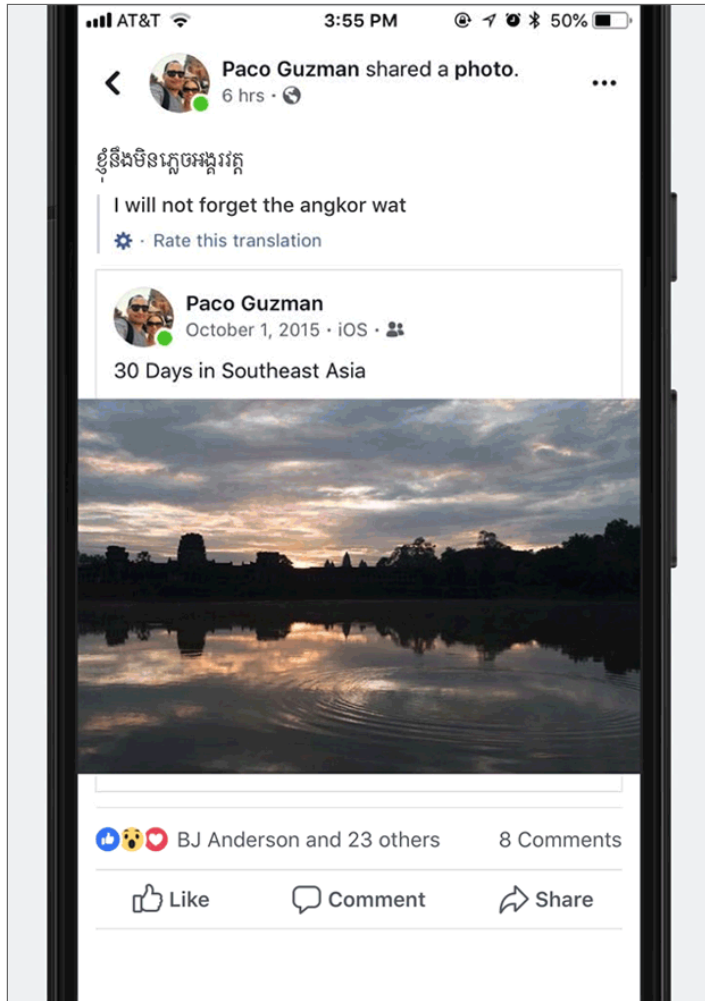 AT&T 3:55 PM 50%
Paco Guzman shared a photo.
6 hrs ·
ខ្ញុំនឹងមិនភ្លេចអង្គរវត្ត
I will not forget the angkor wat
· Rate this translation
Paco Guzman
October 1, 2015 · iOS ·
30 Days in Southeast Asia
BJ Anderson and 23 others 8 Comments
Like Comment Share